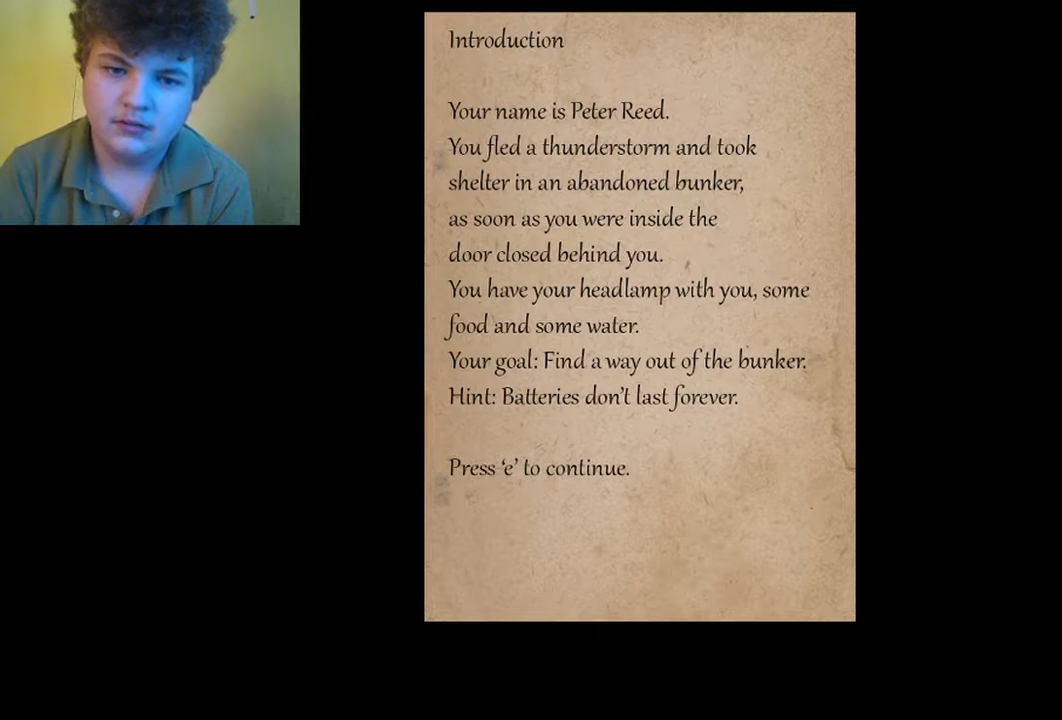 Introduction
Your name is Peter Reed.
You fled a thunderstorm and took
shelter in an abandoned bunker,
as soon as you were inside the
door closed behind you.
You have your headlamp with you, some
food and some water.
Your goal: Find a way out of the bunker.
Hint: Batteries don’t last forever.
Press ‘e’ to continue.